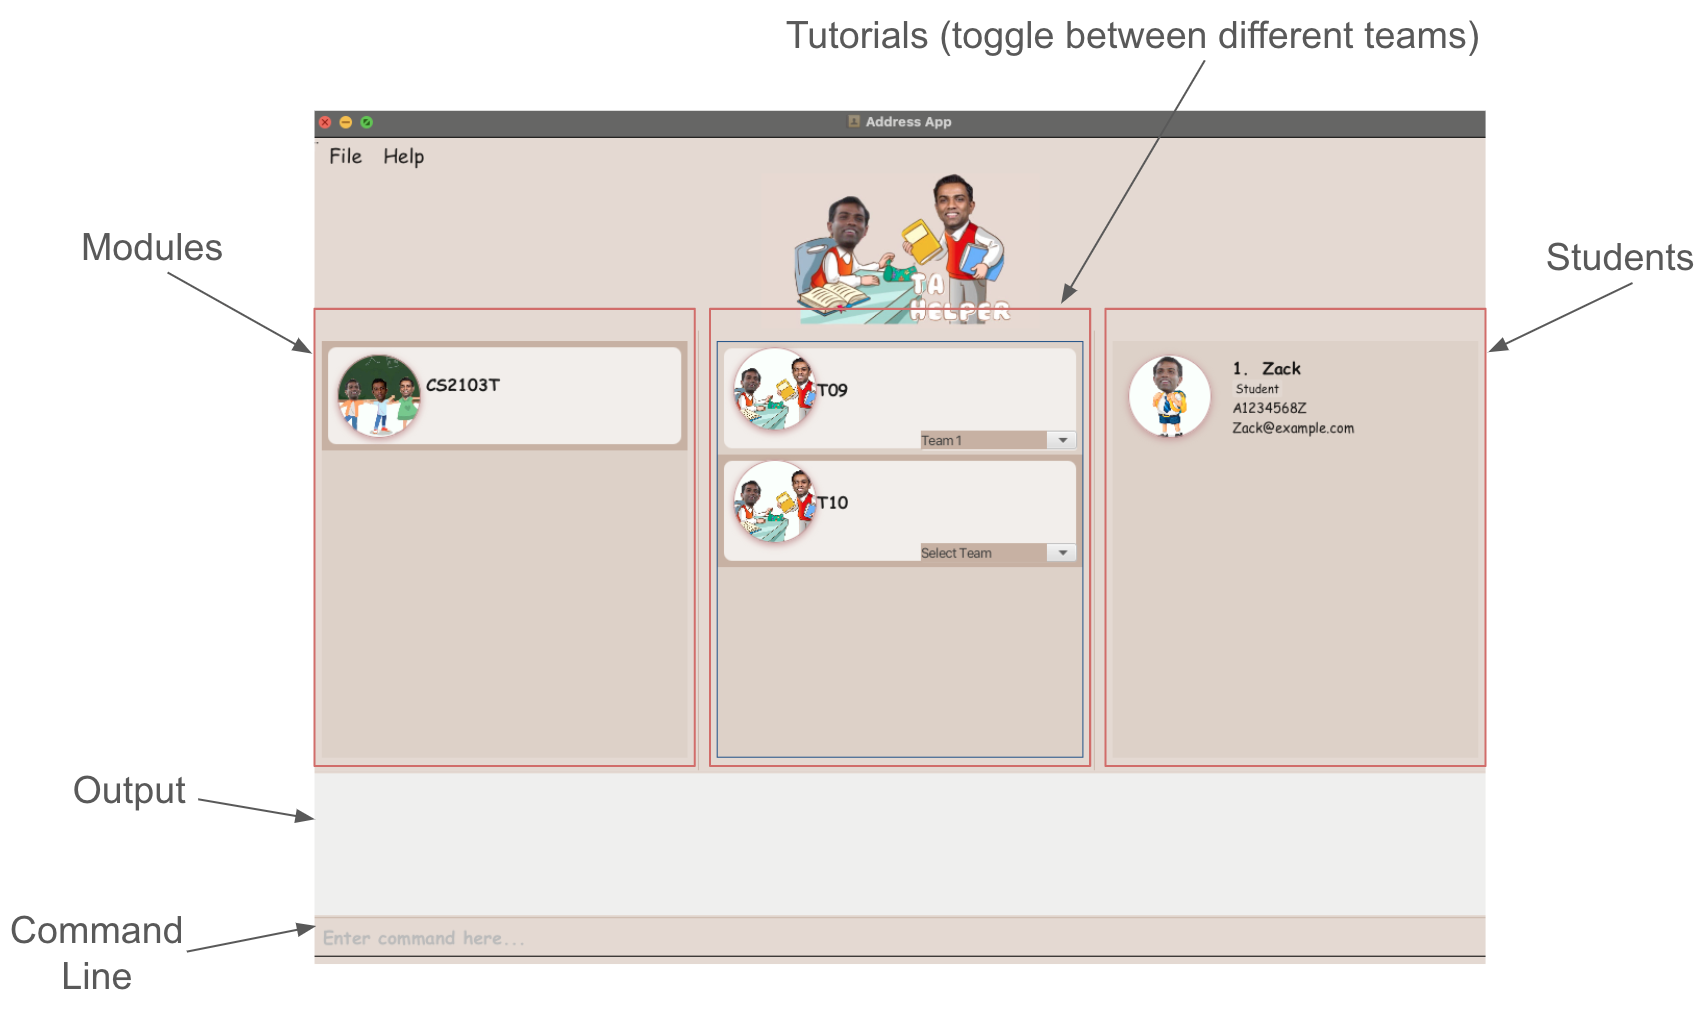 Tutorials (toggle between different teams)
Address App
File Help
TA
HELPER
Modules
Students
CS2103T
T09
Team 1
T10
Select Team
1. Zack
Student
A1234568Z
Zack@example.com
Output
Command
Line
Enter command here...